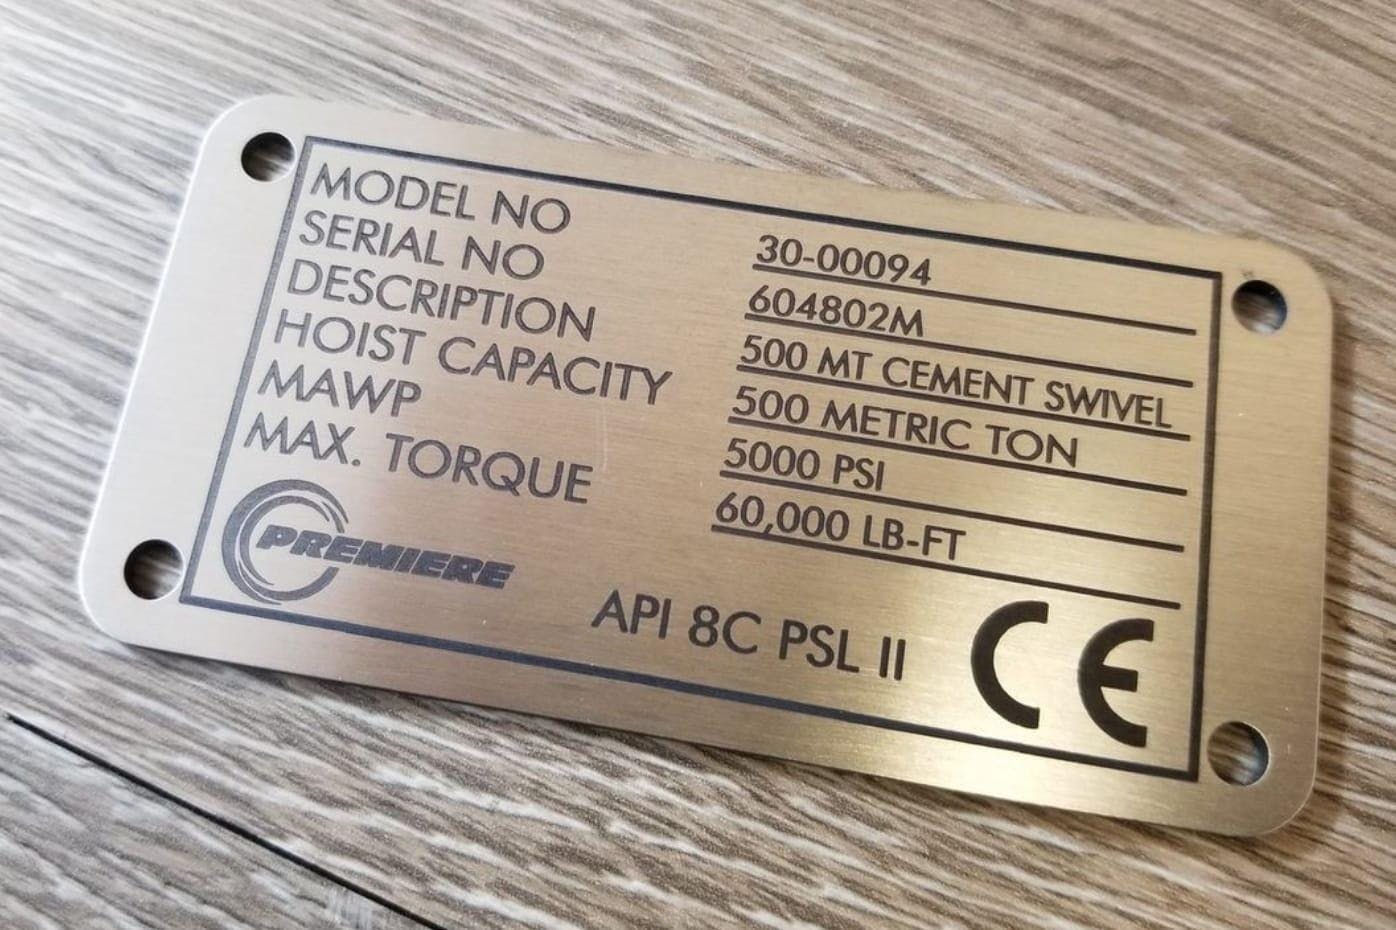 MODEL NO 30-00094
SERIAL NO 604802M
DESCRIPTION 500 MT CEMENT SWIVEL
HOIST CAPACITY 500 METRIC TON
MAWP 5000 PSI
MAX. TORQUE 60,000 LB-FT
PREMIERE
API 8C PSL II
CE